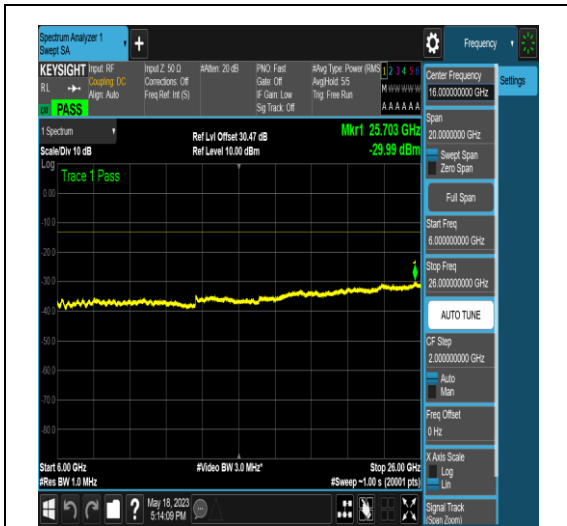 Spectrum Analyzer 1
Swept SA
Frequency
KEYSIGHT
RL
Input: RF
Coupling: DC
Align: Auto
Input Z: 50 Ω
Corrections: Off
Freq Ref: Int (S)
#Atten: 20 dB
PNO: Fast
Gate: Off
IF Gain: Low
Sig Track: Off
#Avg Type: Power (RMS
Avg|Hold: 5/5
Trig: Free Run
1 2 3 4 5 6
M W W W W W
A A A A A A
PASS
Settings
1 Spectrum
Scale/Div 10 dB
Log
Ref Lvl Offset 30.47 dB
Ref Level 10.00 dBm
Mkr1 25.703 GHz
-29.99 dBm
Trace 1 Pass
0.00
-10.0
-20.0
-30.0
-40.0
-50.0
-60.0
-70.0
-80.0
Start 6.00 GHz
#Res BW 1.0 MHz
#Video BW 3.0 MHz*
Stop 26.00 GHz
#Sweep ~1.00 s (20001 pts)
May 18, 2023
5:14:09 PM
Center Frequency
16.000000000 GHz
Span
20.0000000 GHz
Swept Span
Zero Span
Full Span
Start Freq
6.000000000 GHz
Stop Freq
26.000000000 GHz
AUTO TUNE
CF Step
2.000000000 GHz
Auto
Man
Freq Offset
0 Hz
X Axis Scale
Log
Lin
Signal Track
(Span Zoom)